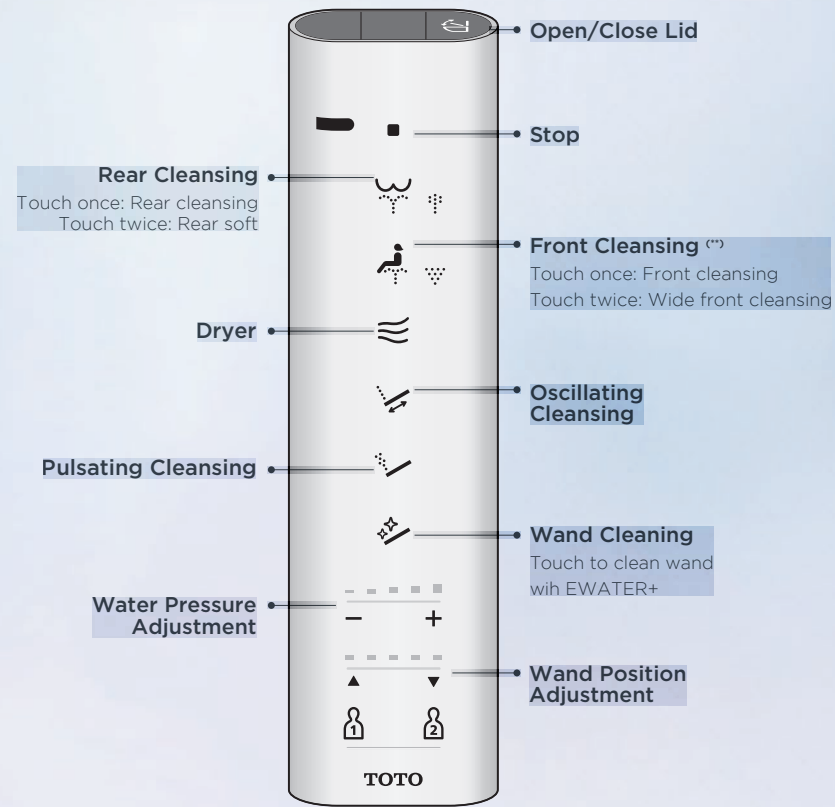 Open/Close Lid
Stop
Rear Cleansing
Touch once: Rear cleansing
Touch twice: Rear soft
Front Cleansing (**)
Touch once: Front cleansing
Touch twice: Wide front cleansing
Dryer
Oscillating
Cleansing
Pulsating Cleansing
Wand Cleaning
Touch to clean wand
wih EWATER+
Water Pressure
Adjustment
− +
Wand Position
Adjustment
1 2
TOTO